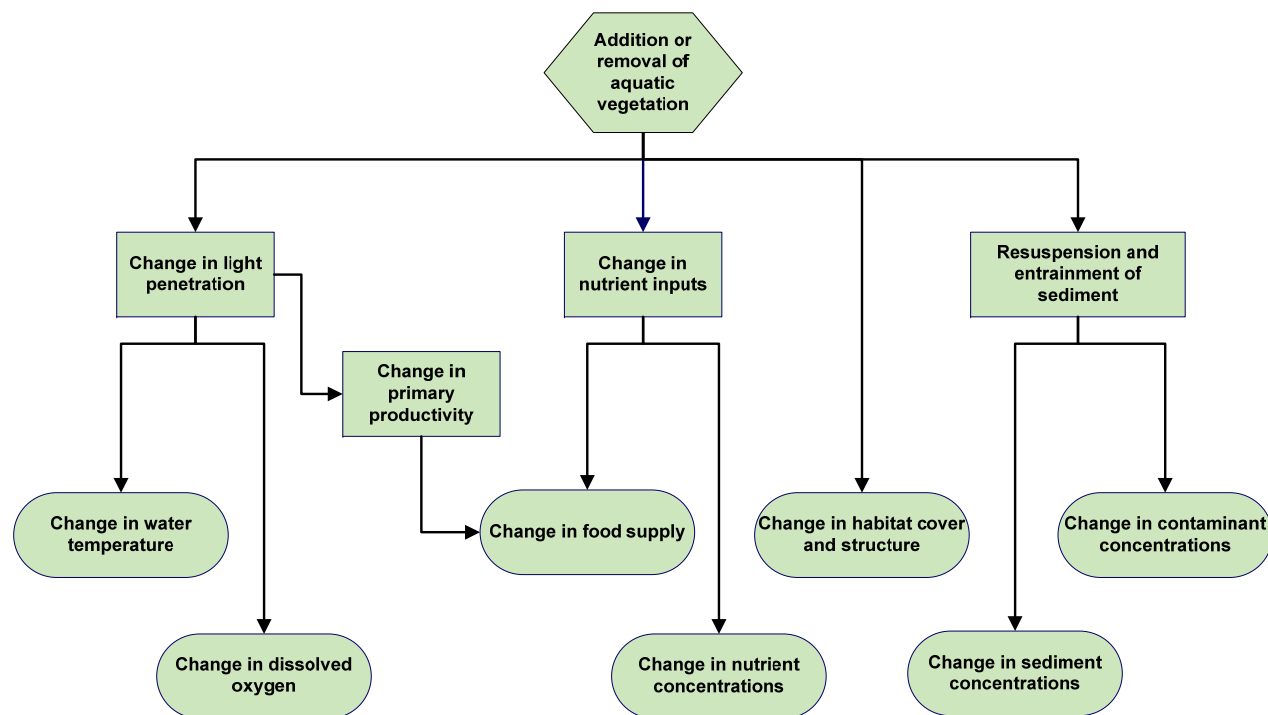 Addition or
removal of
aquatic
vegetation
Change in light
penetration
Change in
nutrient inputs
Resuspension and
entrainment of
sediment
Change in
primary
productivity
Change in water
temperature
Change in food supply
Change in habitat cover
and structure
Change in contaminant
concentrations
Change in dissolved
oxygen
Change in nutrient
concentrations
Change in sediment
concentrations